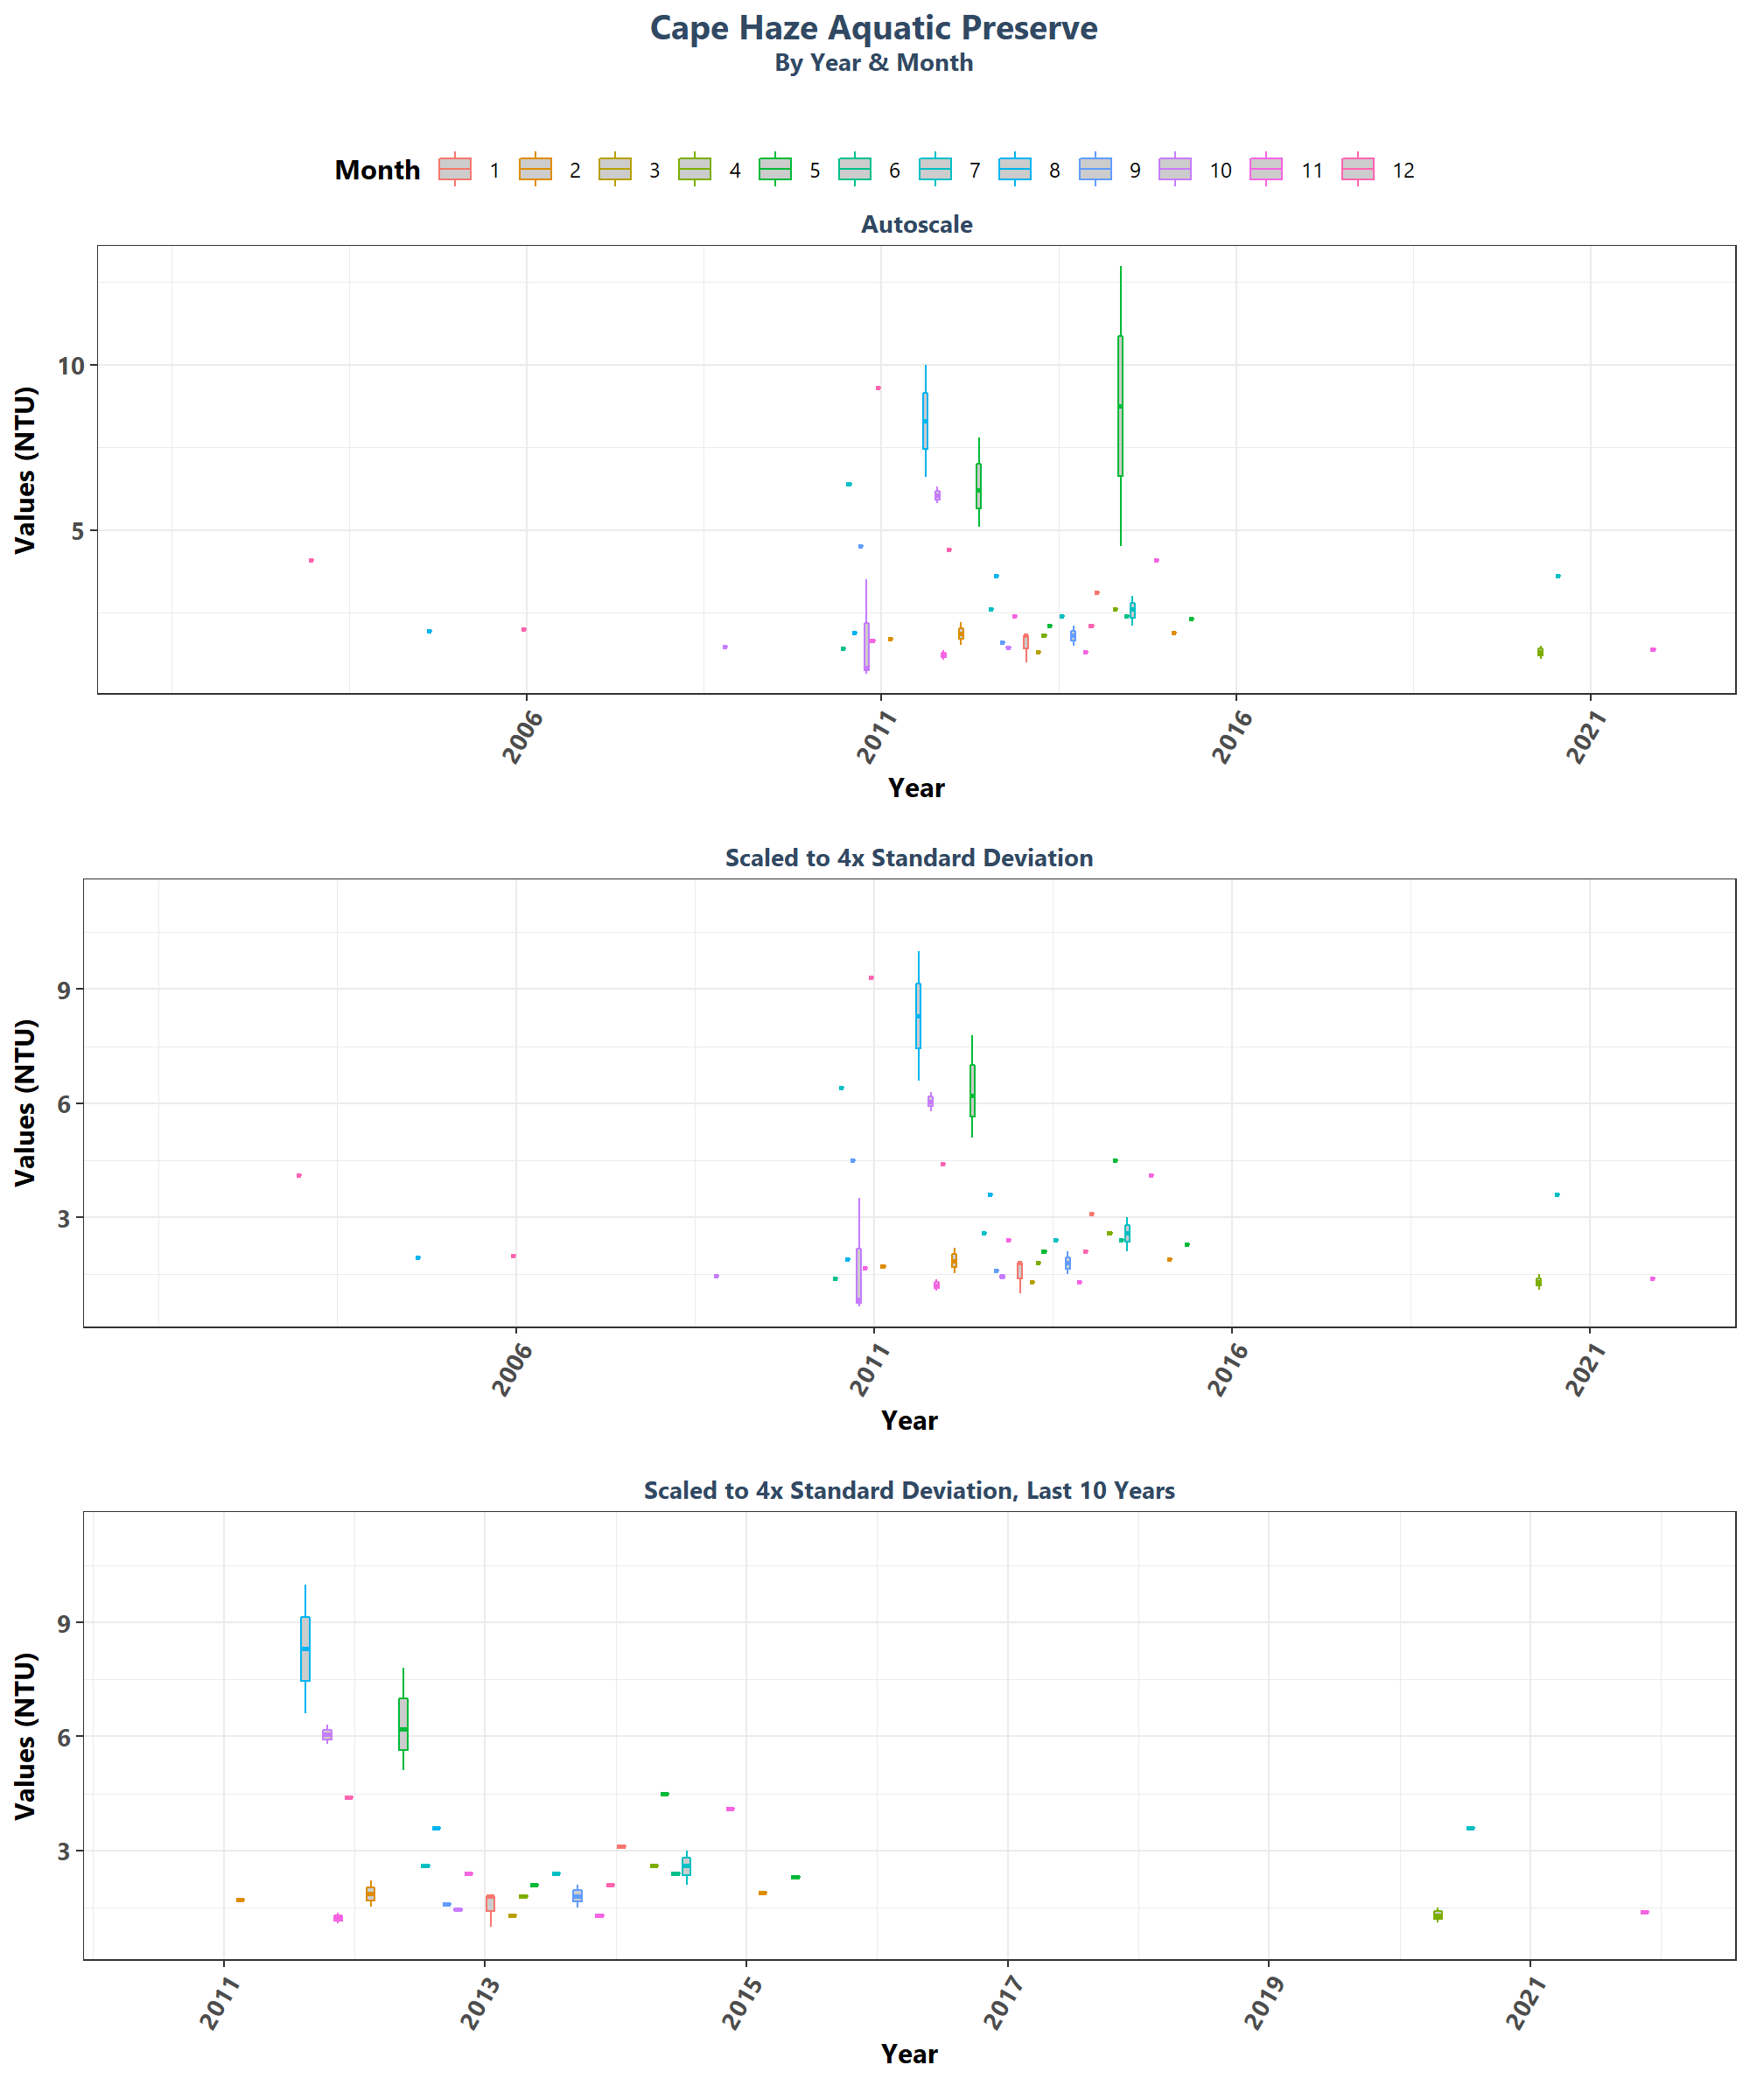 Cape Haze Aquatic Preserve
By Year & Month
Month 1 2 3 4 5 6 7 8 9 10 11 12
Autoscale
Values (NTU)
10
5
2006 2011 2016 2021
Year
Scaled to 4x Standard Deviation
Values (NTU)
9
6
3
2006 2011 2016 2021
Year
Scaled to 4x Standard Deviation, Last 10 Years
Values (NTU)
9
6
3
2011 2013 2015 2017 2019 2021
Year